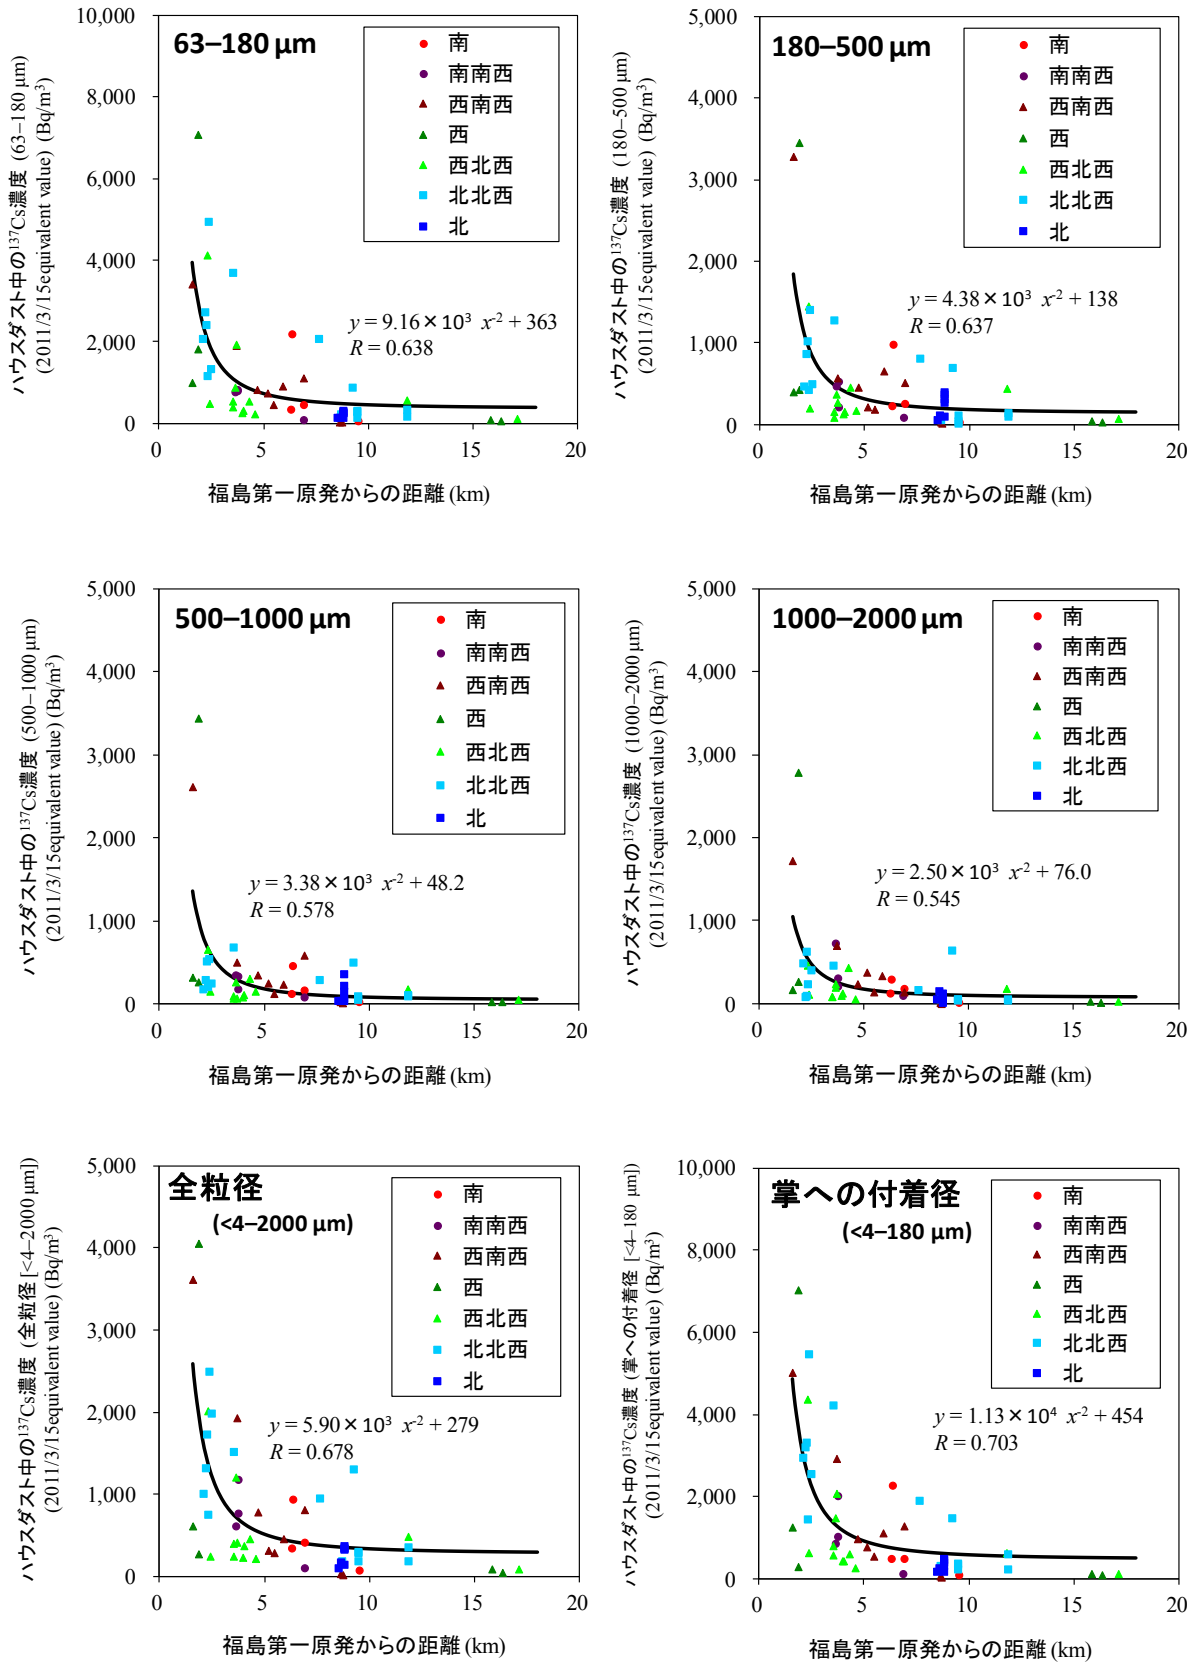 63–180 μm
ハウスダスト中の¹³⁷Cs濃度 (63–180 μm)
(2011/3/15equivalent value) (Bq/m³)
10,000
8,000
6,000
4,000
2,000
0
南
南南西
西南西
西
西北西
北北西
北
y = 9.16×10³ x⁻² + 363
R = 0.638
0 5 10 15 20
福島第一原発からの距離 (km)
180–500 μm
ハウスダスト中の¹³⁷Cs濃度 (180–500 μm)
(2011/3/15equivalent value) (Bq/m³)
5,000
4,000
3,000
2,000
1,000
0
南
南南西
西南西
西
西北西
北北西
北
y = 4.38×10³ x⁻² + 138
R = 0.637
0 5 10 15 20
福島第一原発からの距離 (km)
500–1000 μm
ハウスダスト中の¹³⁷Cs濃度 (500–1000 μm)
(2011/3/15equivalent value) (Bq/m³)
5,000
4,000
3,000
2,000
1,000
0
南
南南西
西南西
西
西北西
北北西
北
y = 3.38×10³ x⁻² + 48.2
R = 0.578
0 5 10 15 20
福島第一原発からの距離 (km)
1000–2000 μm
ハウスダスト中の¹³⁷Cs濃度 (1000–2000 μm)
(2011/3/15equivalent value) (Bq/m³)
5,000
4,000
3,000
2,000
1,000
0
南
南南西
西南西
西
西北西
北北西
北
y = 2.50×10³ x⁻² + 76.0
R = 0.545
0 5 10 15 20
福島第一原発からの距離 (km)
全粒径
(<4–2000 μm)
ハウスダスト中の¹³⁷Cs濃度 (全粒径 [<4–2000 μm])
(2011/3/15equivalent value) (Bq/m³)
5,000
4,000
3,000
2,000
1,000
0
南
南南西
西南西
西
西北西
北北西
北
y = 5.90×10³ x⁻² + 279
R = 0.678
0 5 10 15 20
福島第一原発からの距離 (km)
掌への付着径
(<4–180 μm)
ハウスダスト中の¹³⁷Cs濃度 (掌への付着径 [<4–180 μm])
(2011/3/15equivalent value) (Bq/m³)
10,000
8,000
6,000
4,000
2,000
0
南
南南西
西南西
西
西北西
北北西
北
y = 1.13×10⁴ x⁻² + 454
R = 0.703
0 5 10 15 20
福島第一原発からの距離 (km)